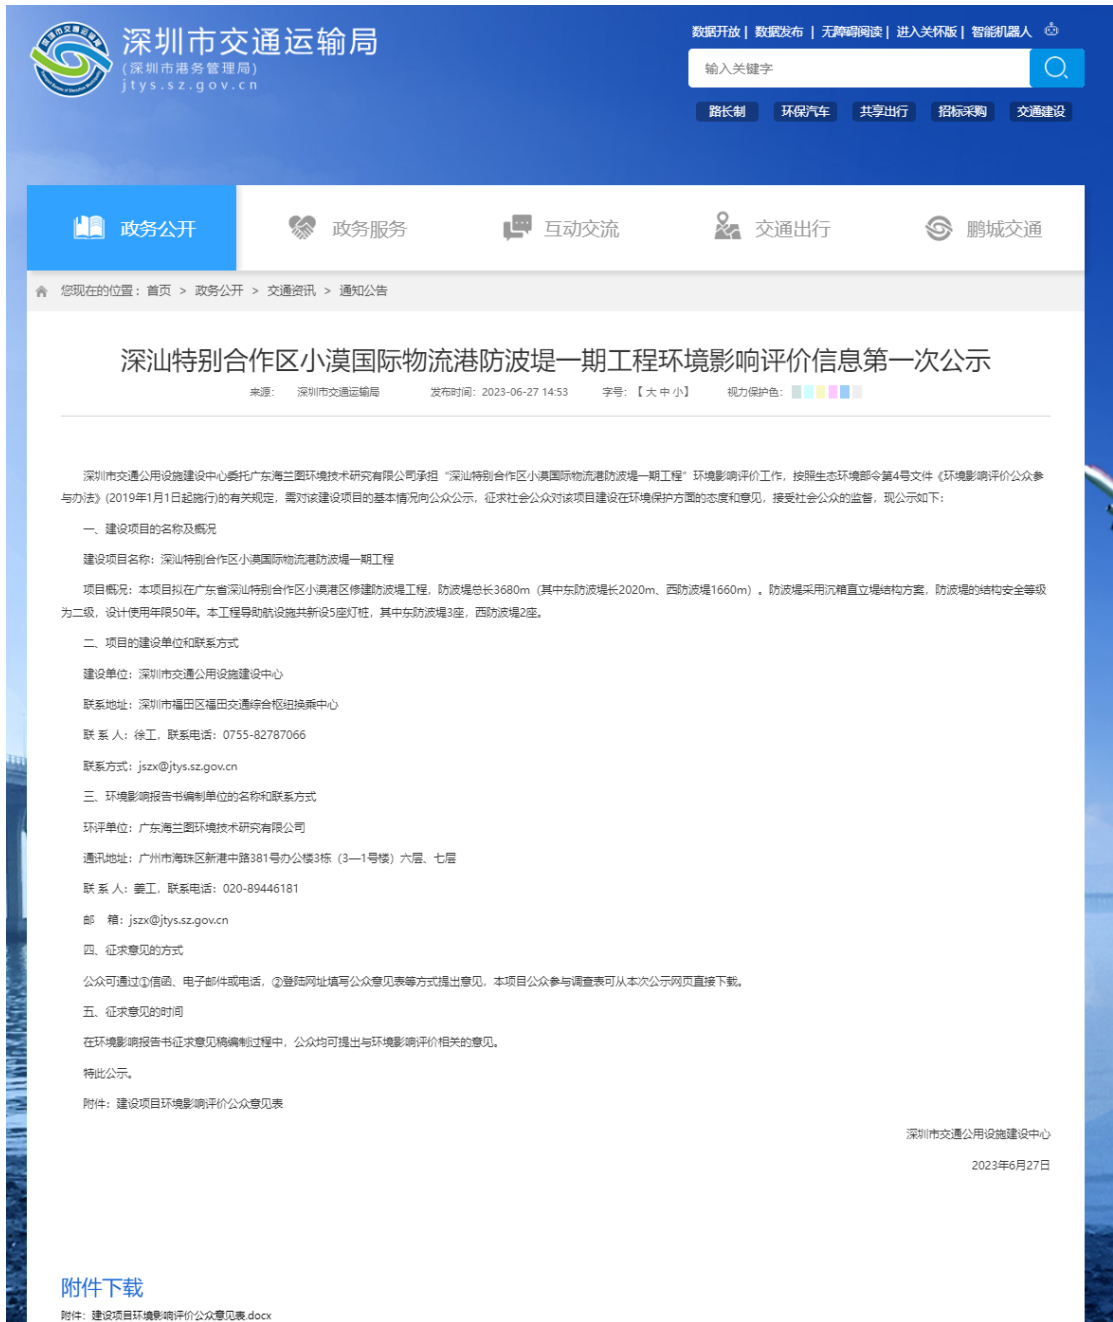 深圳市交通运输局
(深圳市港务管理局)
jtys.sz.gov.cn
数据开放 | 数据发布 | 无障碍阅读 | 进入关怀版 | 智能机器人
输入关键字
路长制 环保汽车 共享出行 招标采购 交通建设
政务公开 政务服务 互动交流 交通出行 鹏城交通
您现在的位置：首页 > 政务公开 > 交通资讯 > 通知公告
深汕特别合作区小漠国际物流港防波堤一期工程环境影响评价信息第一次公示
来源： 深圳市交通运输局 发布时间：2023-06-27 14:53 字号：【大 中 小】 视力保护色：
深圳市交通公用设施建设中心委托广东海兰图环境技术研究有限公司承担“深汕特别合作区小漠国际物流港防波堤一期工程”环境影响评价工作，按照生态环境部令第4号文件《环境影响评价公众参
与办法》(2019年1月1日起施行)的有关规定，需对该建设项目的基本情况向公众公示，征求社会公众对该项目建设在环境保护方面的态度和意见，接受社会公众的监督，现公示如下：
一、建设项目的名称及概况
建设项目名称：深汕特别合作区小漠国际物流港防波堤一期工程
项目概况：本项目拟在广东省深汕特别合作区小漠港区修建防波堤工程，防波堤总长3680m（其中东防波堤长2020m、西防波堤1660m）。防波堤采用沉箱直立堤结构方案，防波堤的结构安全等级
为二级，设计使用年限50年。本工程导助航设施共新设5座灯桩，其中东防波堤3座，西防波堤2座。
二、项目的建设单位和联系方式
建设单位：深圳市交通公用设施建设中心
联系地址：深圳市福田区福田交通综合枢纽换乘中心
联 系 人：徐工，联系电话：0755-82787066
联系方式：jszx@jtys.sz.gov.cn
三、环境影响报告书编制单位的名称和联系方式
环评单位：广东海兰图环境技术研究有限公司
通讯地址：广州市海珠区新港中路381号办公楼3栋（3—1号楼）六层、七层
联 系 人：姜工，联系电话：020-89446181
邮 箱：jszx@jtys.sz.gov.cn
四、征求意见的方式
公众可通过①信函、电子邮件或电话，②登陆网址填写公众意见表等方式提出意见，本项目公众参与调查表可从本次公示网页直接下载。
五、征求意见的时间
在环境影响报告书征求意见稿编制过程中，公众均可提出与环境影响评价相关的意见。
特此公示。
附件：建设项目环境影响评价公众意见表
深圳市交通公用设施建设中心
2023年6月27日
附件下载
附件：建设项目环境影响评价公众意见表.docx